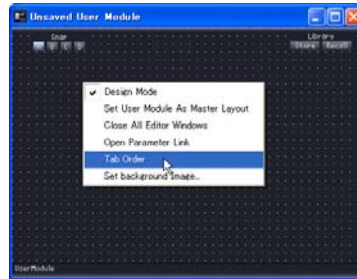 Unsaved User Module
Snap
Library
B C D
Store Recall
Design Mode
Set User Module As Master Layout
Close All Editor Windows
Open Parameter Link
Tab Order
Set background Image...
UserModule